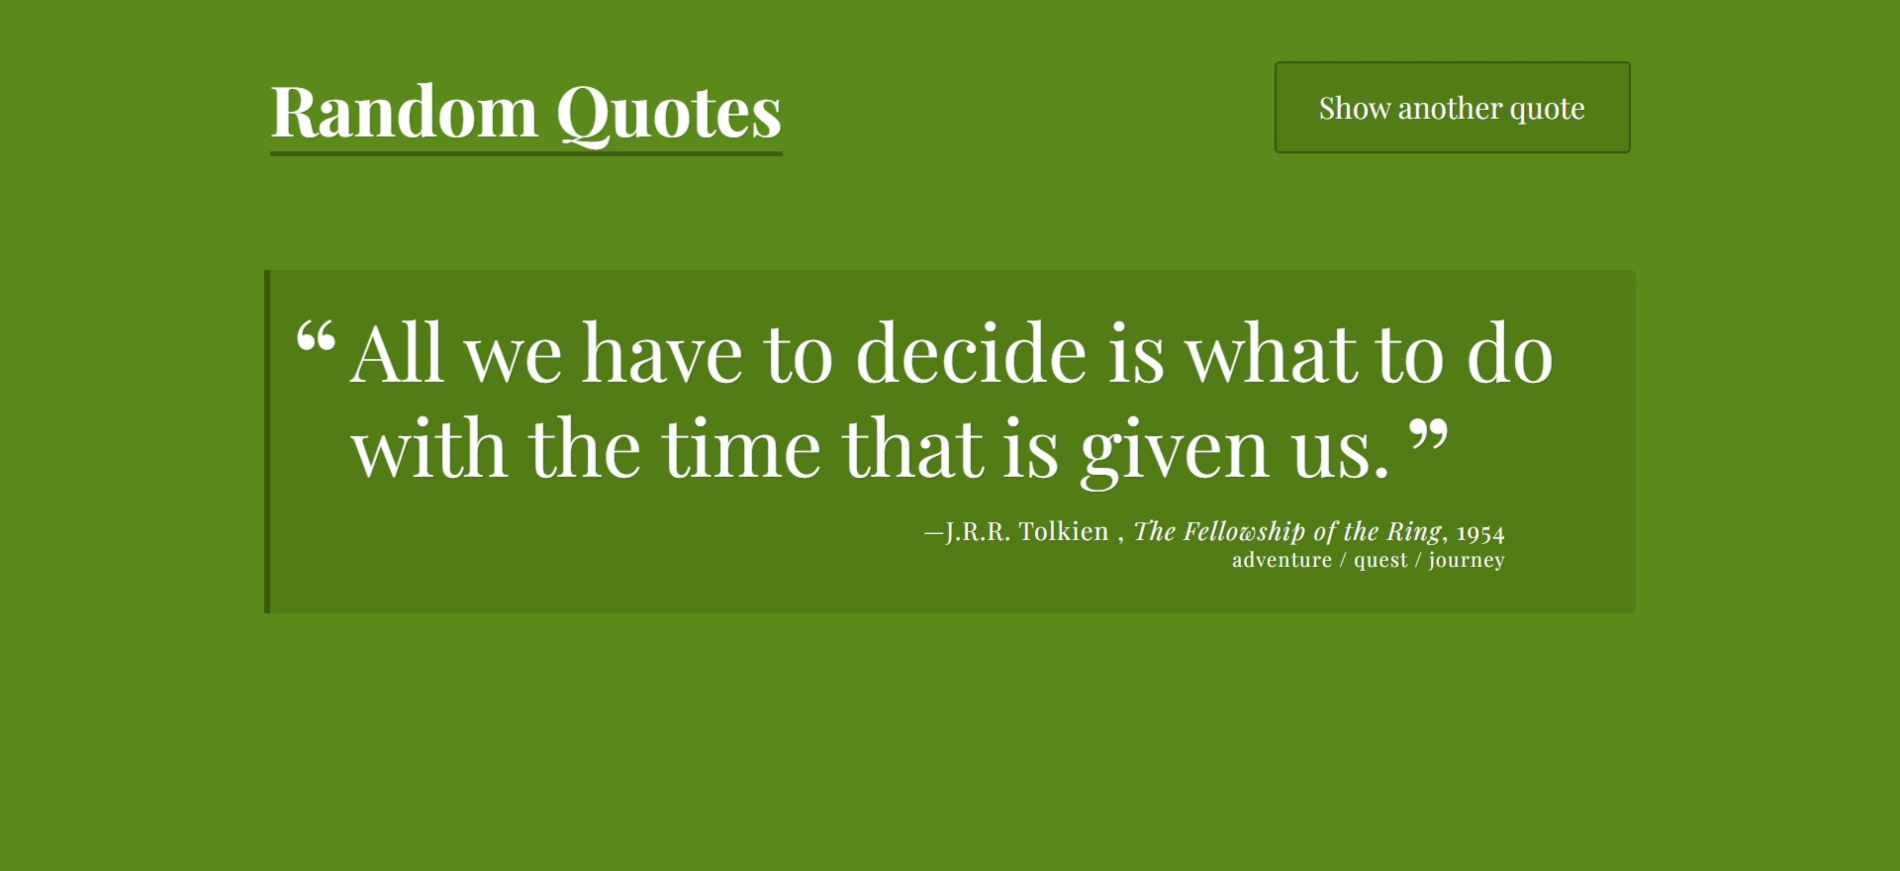 Random Quotes
Show another quote
“ All we have to decide is what to do
with the time that is given us. ”
—J.R.R. Tolkien , The Fellowship of the Ring, 1954
adventure / quest / journey